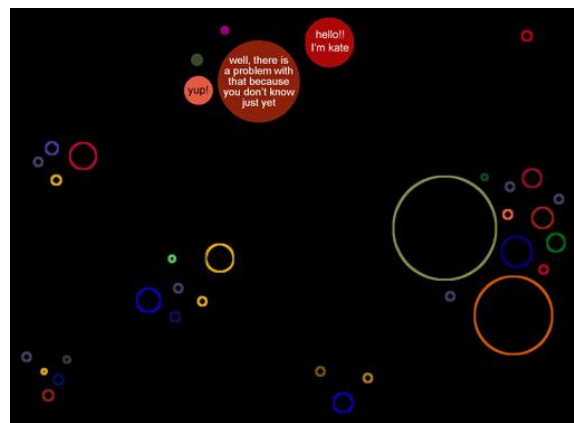 hello!!
I'm kate
well, there is
a problem with
that because
you don't know
just yet
yup!